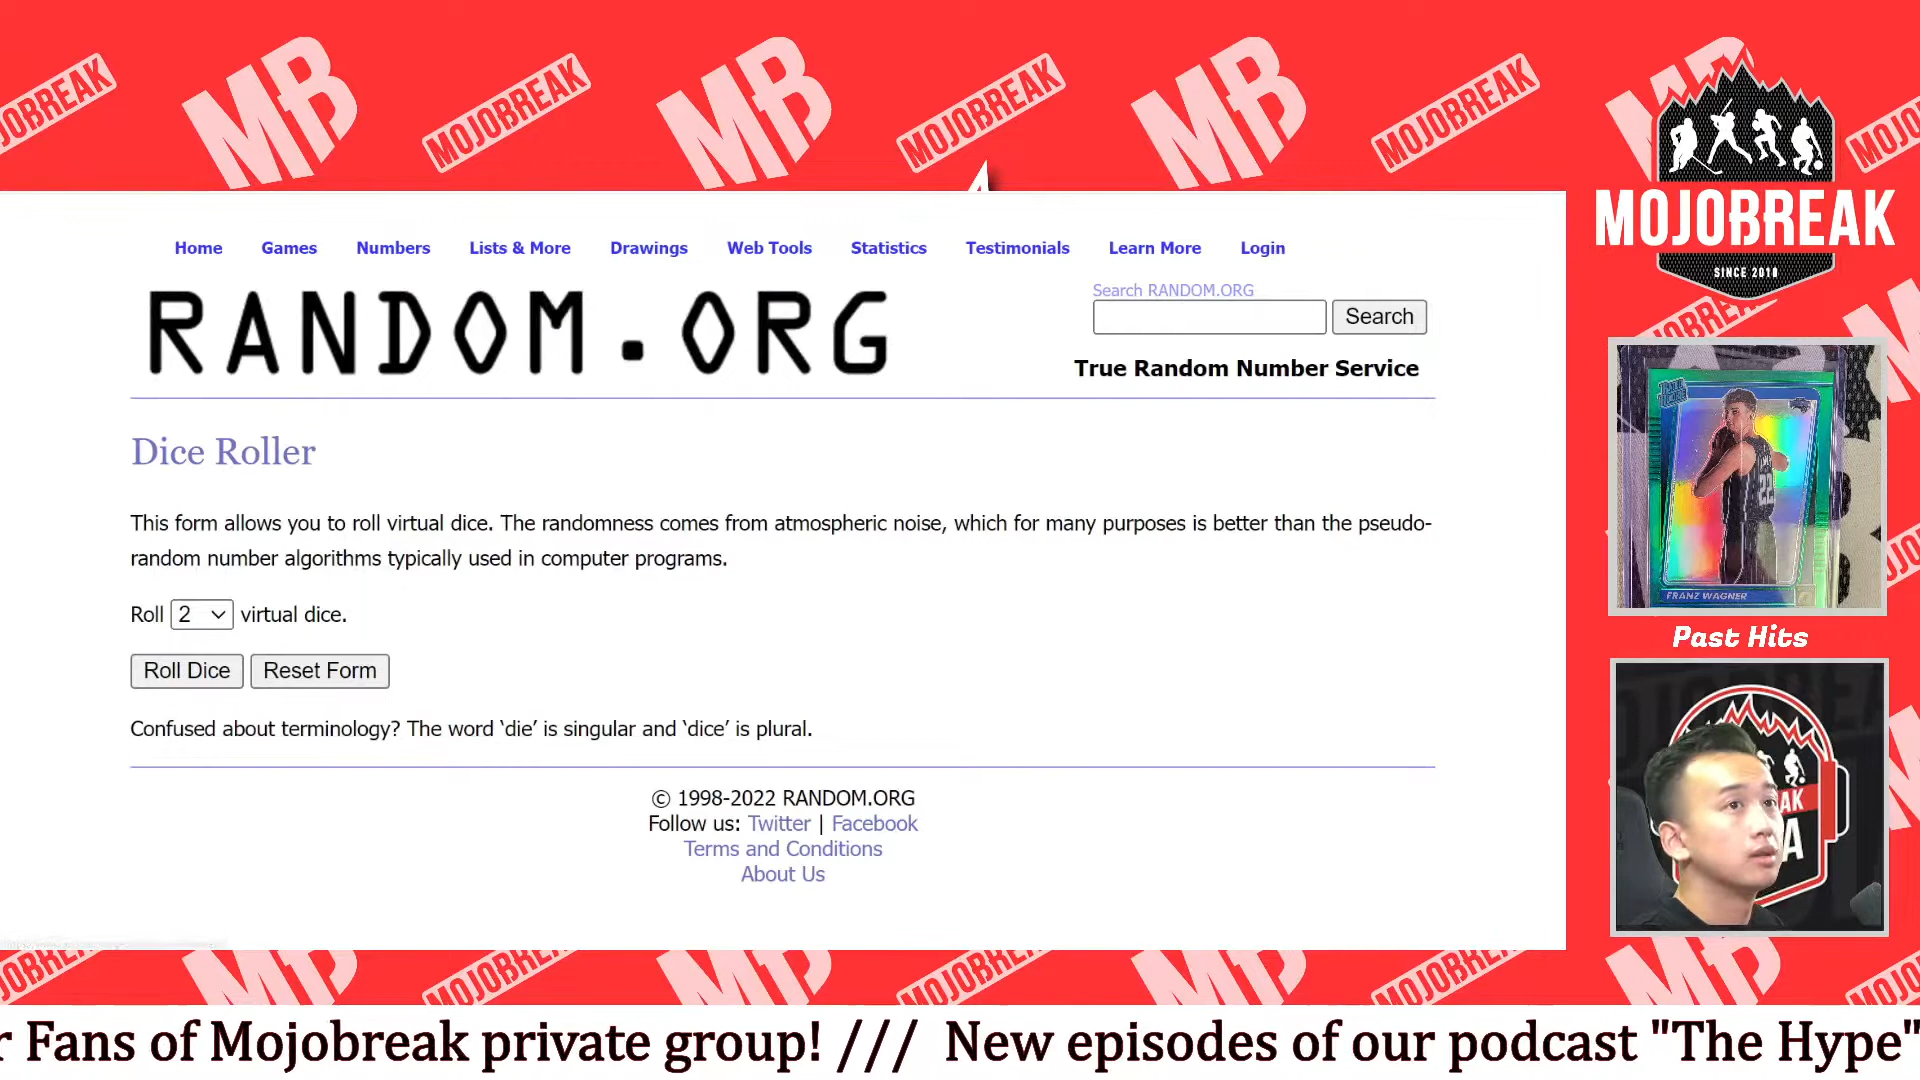 MOJOBREAK
MB
MOJOBREAK
MB
MOJOBREAK
MB
MOJOBREAK
MOJOBREAK
SINCE 2010
Home Games Numbers Lists & More Drawings Web Tools Statistics Testimonials Learn More Login
RANDOM.ORG
Search RANDOM.ORG
Search
True Random Number Service
Dice Roller
This form allows you to roll virtual dice. The randomness comes from atmospheric noise, which for many purposes is better than the pseudo-
random number algorithms typically used in computer programs.
Roll 2 virtual dice.
Roll Dice Reset Form
Confused about terminology? The word ‘die’ is singular and ‘dice’ is plural.
© 1998-2022 RANDOM.ORG
Follow us: Twitter | Facebook
Terms and Conditions
About Us
22
FRANZ WAGNER
Past Hits
Fans of Mojobreak private group! /// New episodes of our podcast "The Hype"